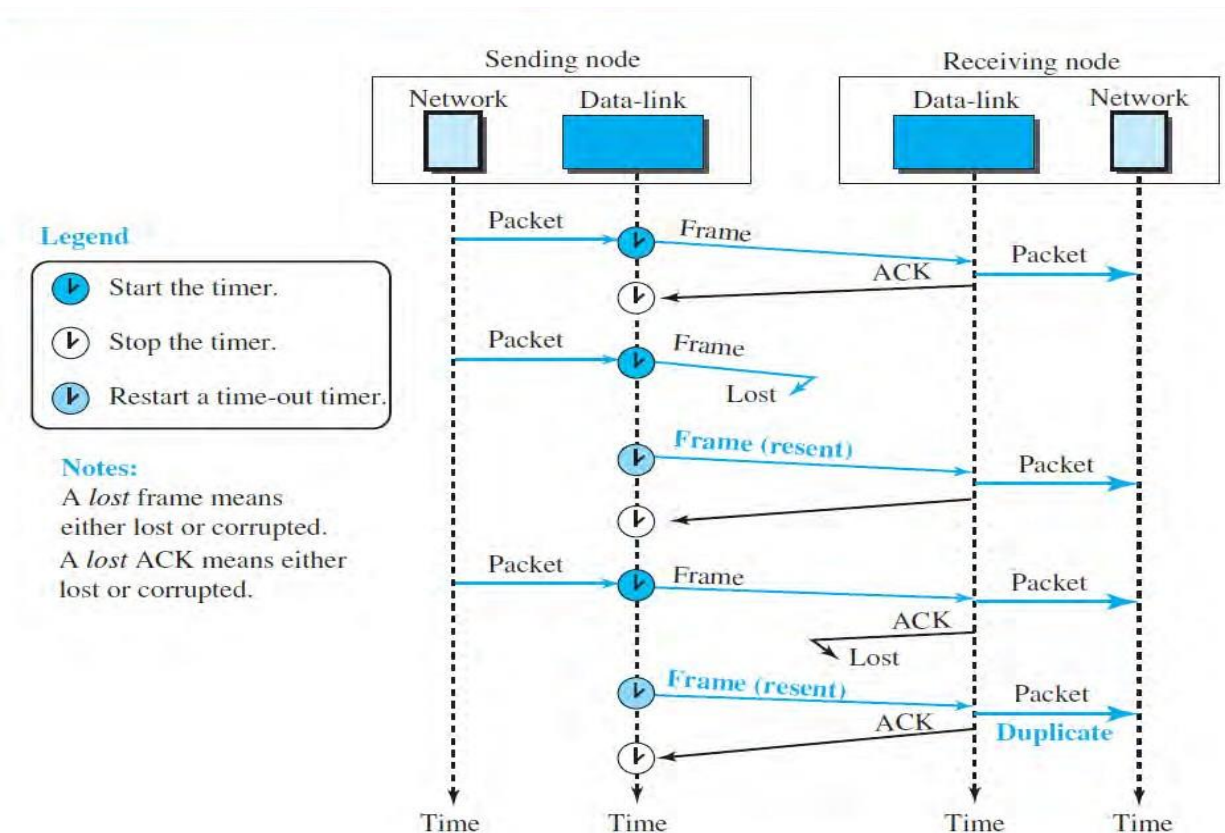 Sending node
Receiving node
Network
Data-link
Data-link
Network
Packet
Frame
Legend
Packet
ACK
Start the timer.
Stop the timer.
Packet
Frame
Restart a time-out timer.
Lost
Frame (resent)
Packet
Notes:
A lost frame means
either lost or corrupted.
A lost ACK means either
lost or corrupted.
Packet
Frame
Packet
ACK
Lost
Frame (resent)
Packet
ACK
Duplicate
Time
Time
Time
Time